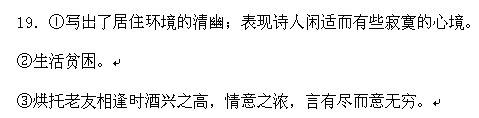 19．①写出了居住环境的清幽；表现诗人闲适而有些寂寞的心境。
②生活贫困。
③烘托老友相逢时酒兴之高，情意之浓，言有尽而意无穷。